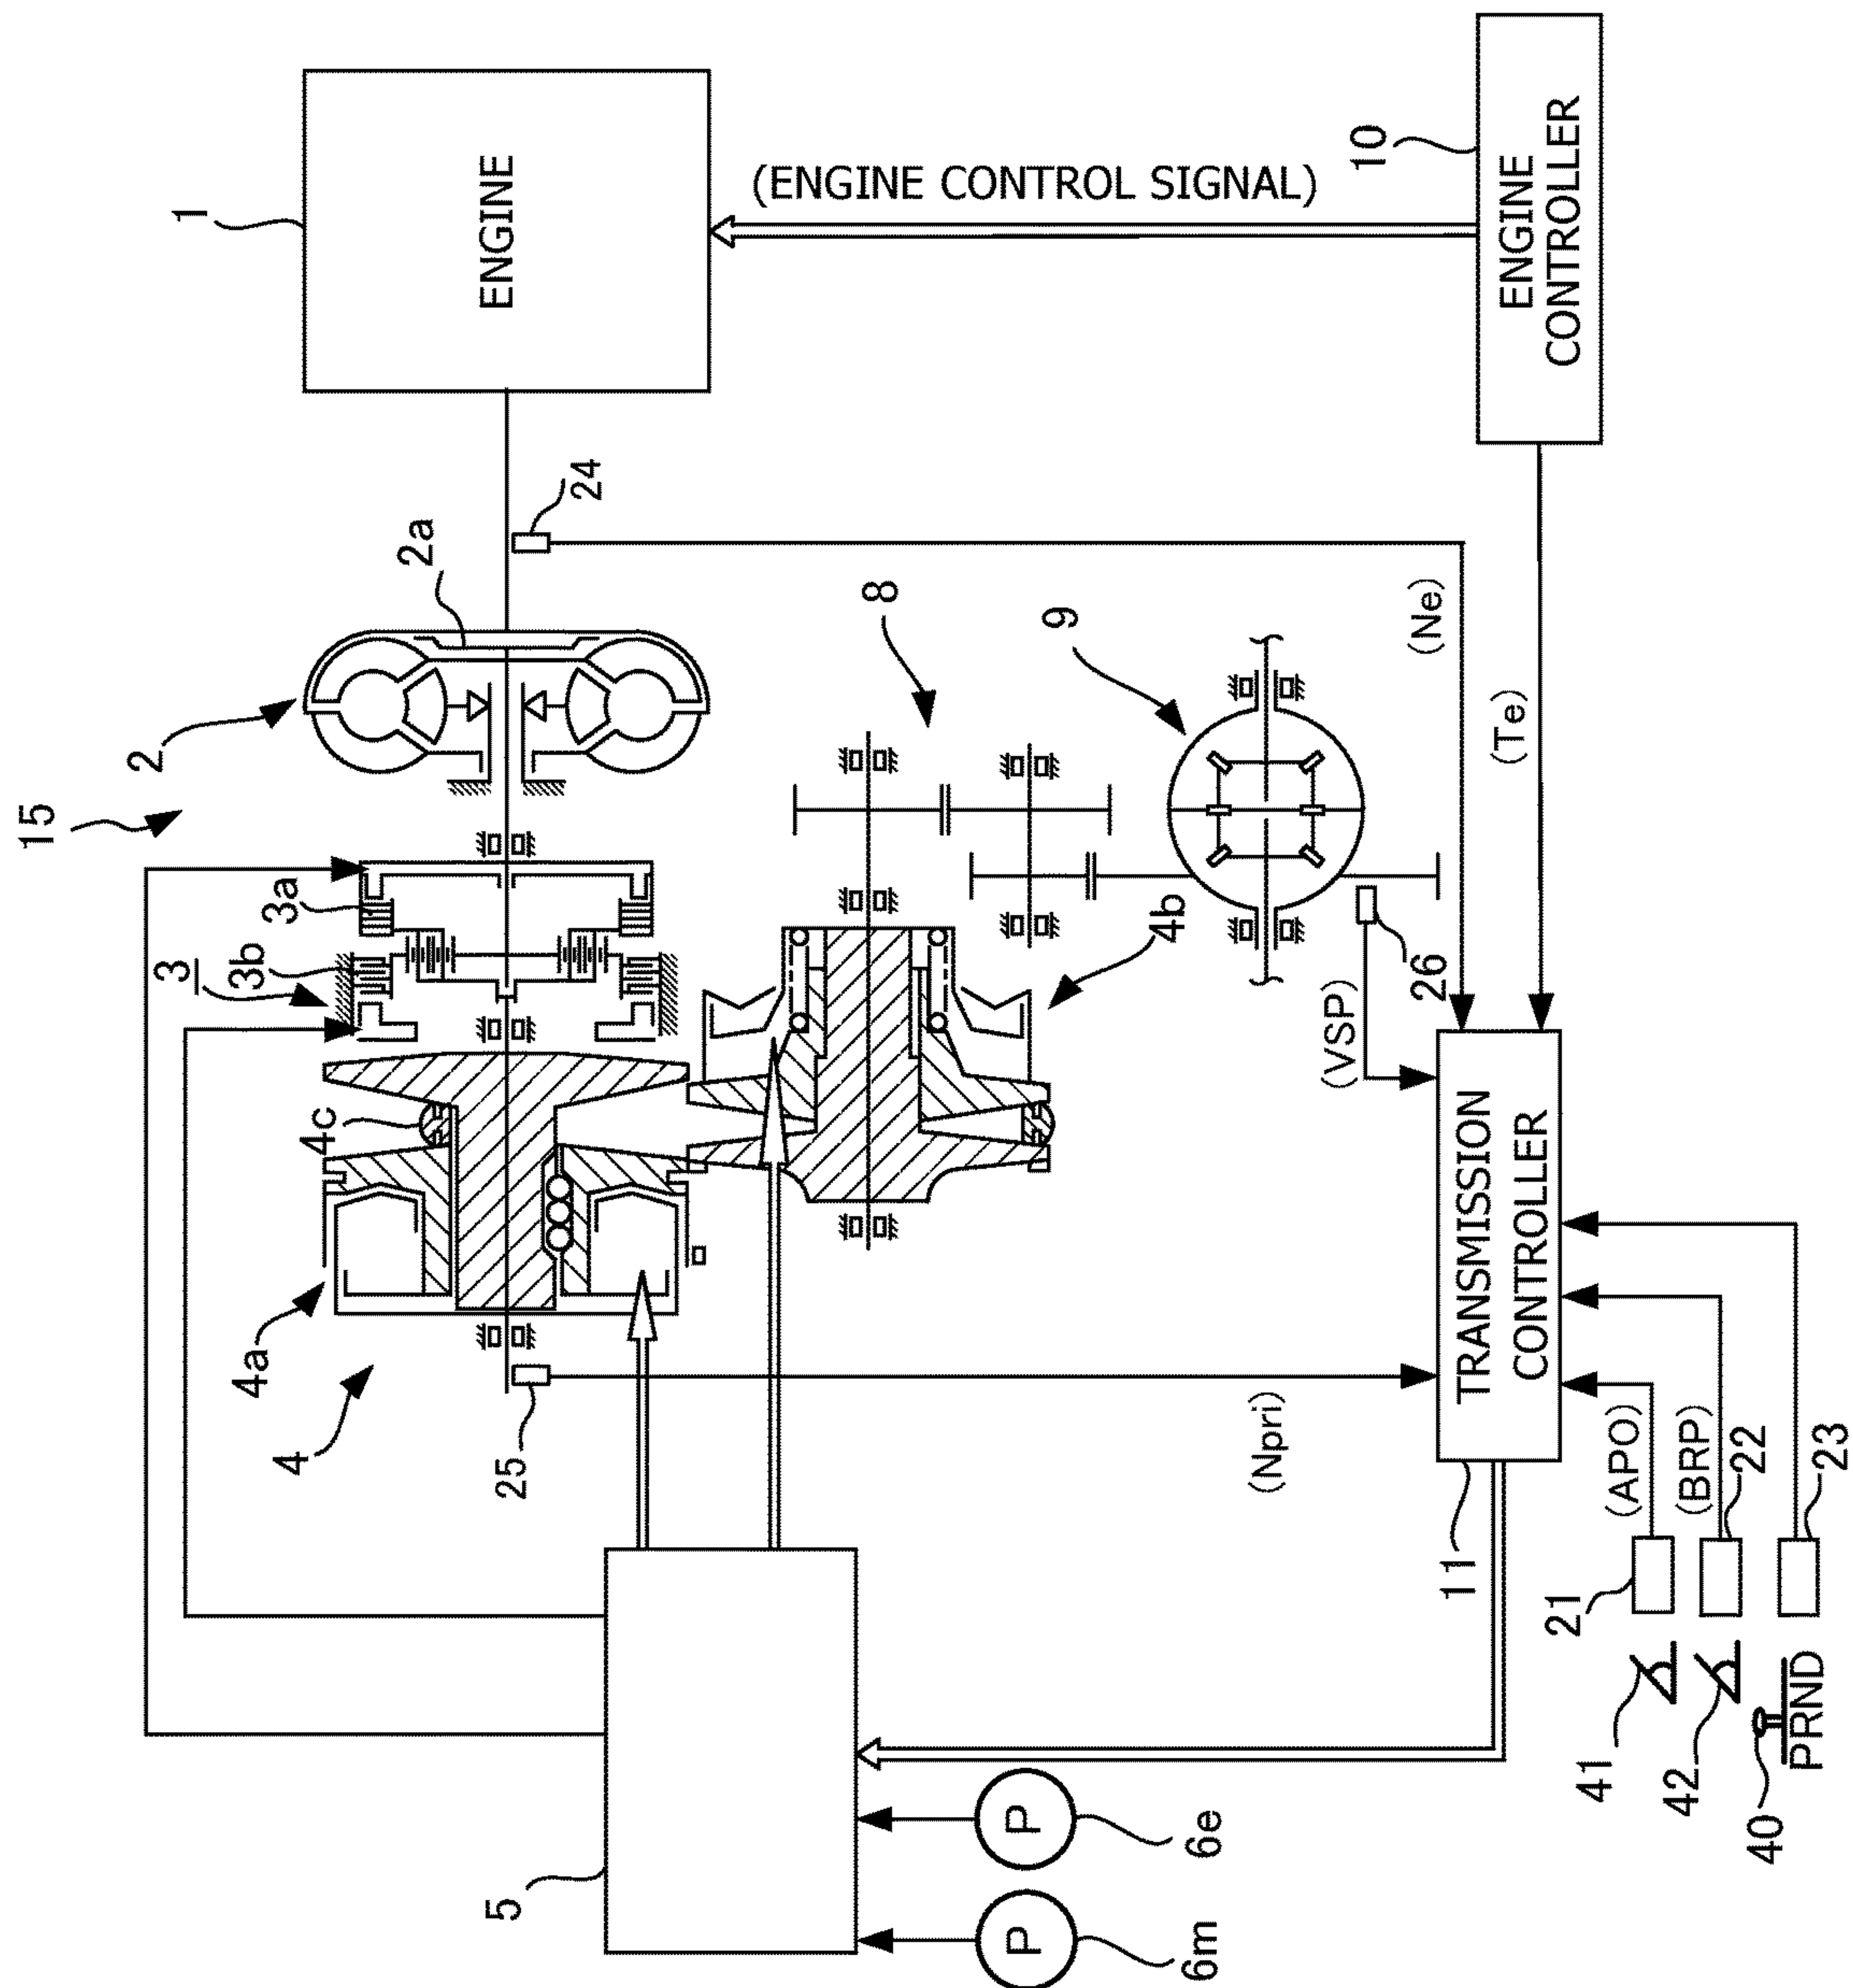 1
ENGINE
(ENGINE CONTROL SIGNAL)
10
ENGINE
CONTROLLER
24
2a
2
15
8
9
(Ne)
(Te)
3a
3b
3
4b
26
(VSP)
4c
4a
4
25
(Npri)
TRANSMISSION
CONTROLLER
11
(APO)
(BRP)
21
22
23
41
42
40
PRND
5
P
6e
P
6m